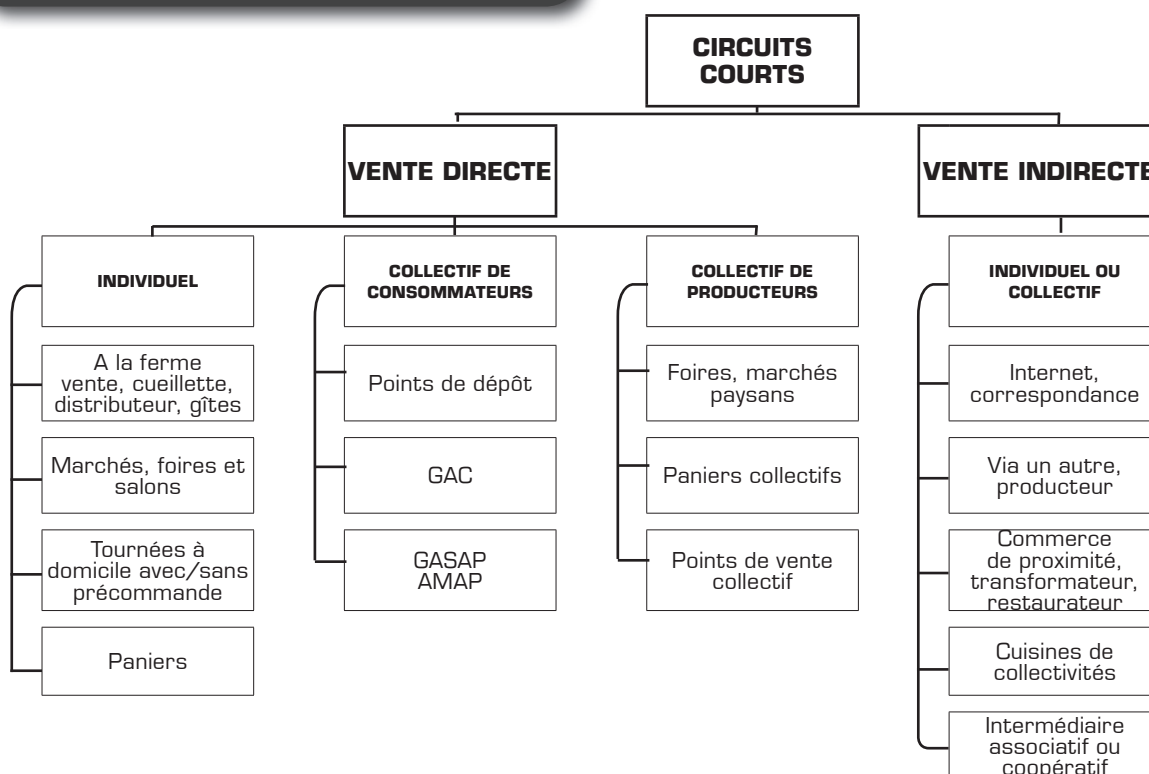 CIRCUITS
COURTS
VENTE DIRECTE
VENTE INDIRECTE
INDIVIDUEL
A la ferme
vente, cueillette,
distributeur, gîtes
Marchés, foires et
salons
Tournées à
domicile avec/sans
précommande
Paniers
COLLECTIF DE
CONSOMMATEURS
Points de dépôt
GAC
GASAP
AMAP
COLLECTIF DE
PRODUCTEURS
Foires, marchés
paysans
Paniers collectifs
Points de vente
collectif
INDIVIDUEL OU
COLLECTIF
Internet,
correspondance
Via un autre,
producteur
Commerce
de proximité,
transformateur,
restaurateur
Cuisines de
collectivités
Intermédiaire
associatif ou
coopératif